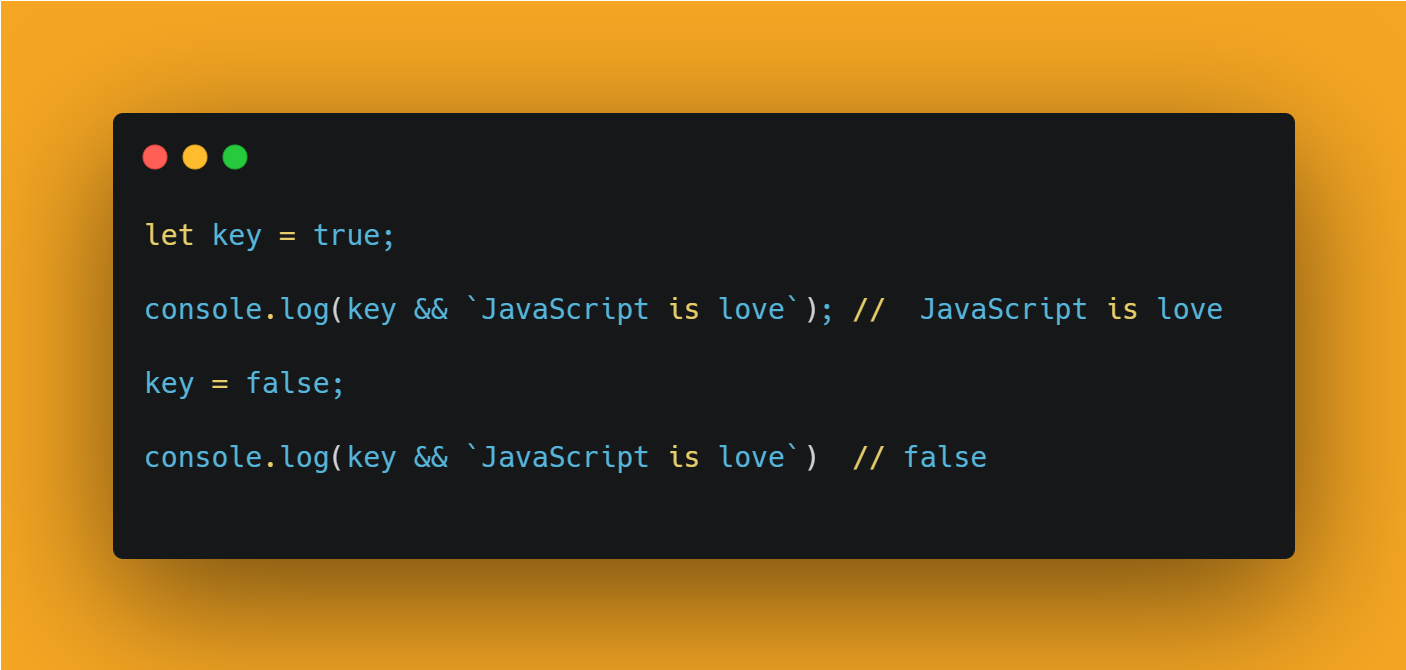 let key = true;
console.log(key && `JavaScript is love`); //  JavaScript is love
key = false;
console.log(key && `JavaScript is love`)  // false